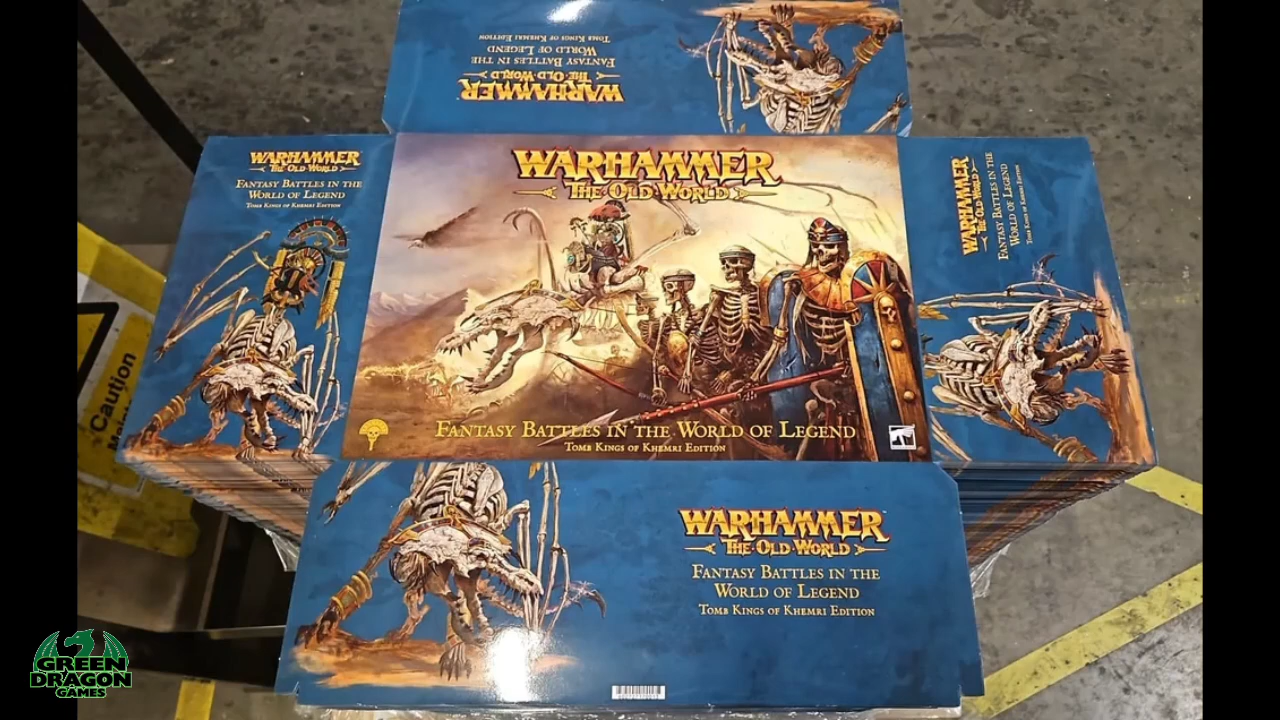 WARHAMMER
THE OLD WORLD
FANTASY BATTLES IN THE
WORLD OF LEGEND
TOMB KINGS OF KHEMRI EDITION
WARHAMMER
THE OLD WORLD
FANTASY BATTLES IN THE
WORLD OF LEGEND
TOMB KINGS OF KHEMRI EDITION
WARHAMMER
THE OLD WORLD
FANTASY BATTLES IN THE WORLD OF LEGEND
TOMB KINGS OF KHEMRI EDITION
WARHAMMER
THE OLD WORLD
FANTASY BATTLES IN THE
WORLD OF LEGEND
TOMB KINGS OF KHEMRI EDITION
Caution
WARHAMMER
THE OLD WORLD
FANTASY BATTLES IN THE
WORLD OF LEGEND
TOMB KINGS OF KHEMRI EDITION
GREEN
DRAGON
GAMES